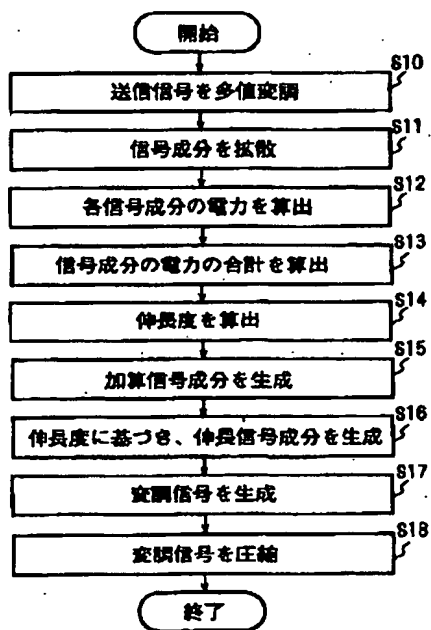 開始
S10
送信信号を多値変調
S11
信号成分を拡散
S12
各信号成分の電力を算出
S13
信号成分の電力の合計を算出
S14
伸長度を算出
S15
加算信号成分を生成
S16
伸長度に基づき、伸長信号成分を生成
S17
変調信号を生成
S18
変調信号を圧縮
終了